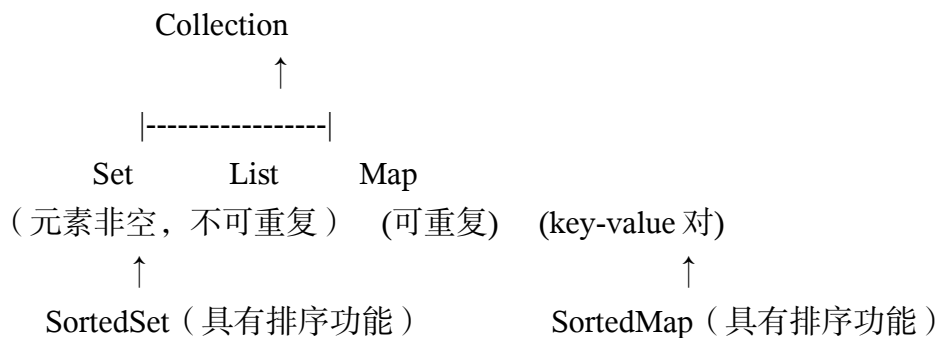 Collection
↑
|-----------------|
Set List Map
（元素非空，不可重复） (可重复) (key-value 对)
↑ ↑
SortedSet（具有排序功能） SortedMap（具有排序功能）